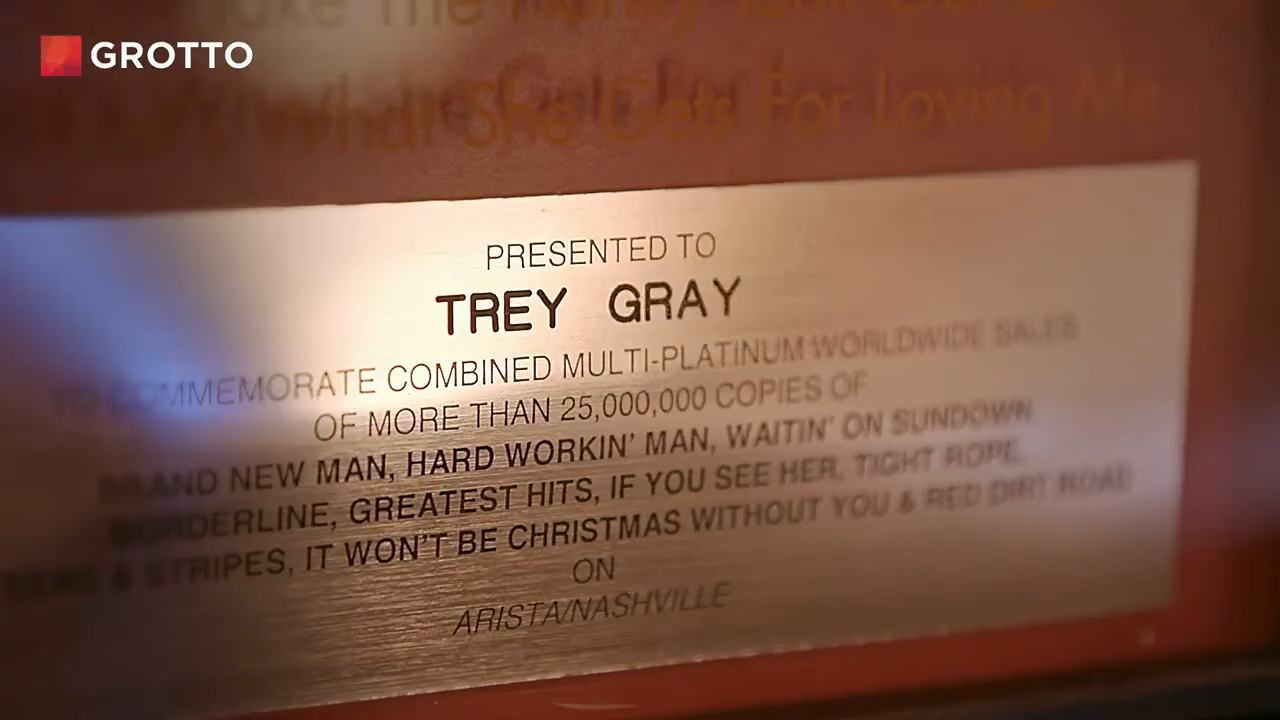 GROTTO
The Money
What She Gets For Loving Me
PRESENTED TO
TREY GRAY
TO COMMEMORATE COMBINED MULTI-PLATINUM WORLDWIDE SALES
OF MORE THAN 25,000,000 COPIES OF
BRAND NEW MAN, HARD WORKIN' MAN, WAITIN' ON SUNDOWN
BORDERLINE, GREATEST HITS, IF YOU SEE HER, TIGHT ROPE,
& STRIPES, IT WON'T BE CHRISTMAS WITHOUT YOU & RED DIRT ROAD
ON
ARISTA/NASHVILLE